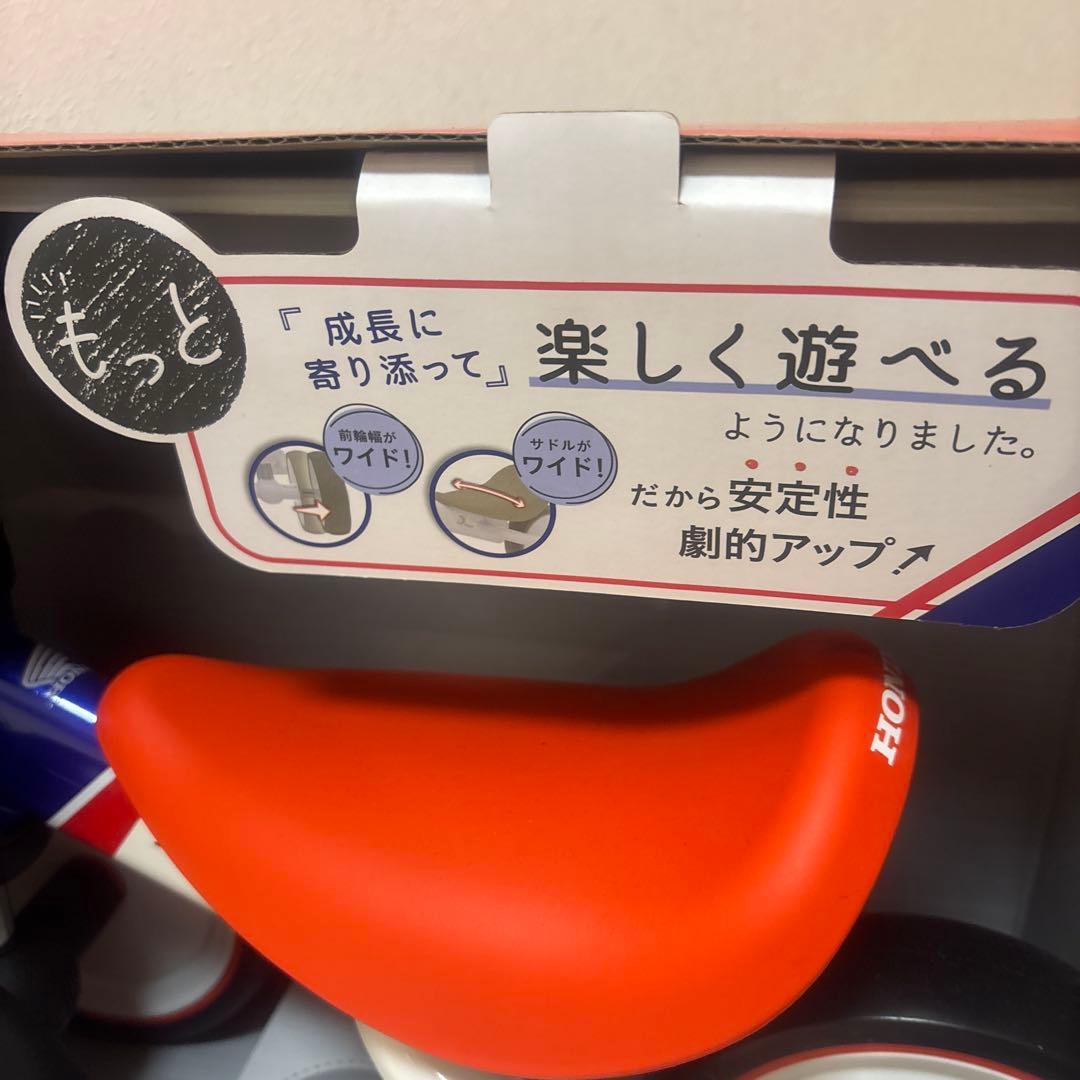 もっと
『成長に
寄り添って』
楽しく遊べる
ようになりました。
前輪幅が
ワイド!
サドルが
ワイド!
だから安定性
劇的アップ!